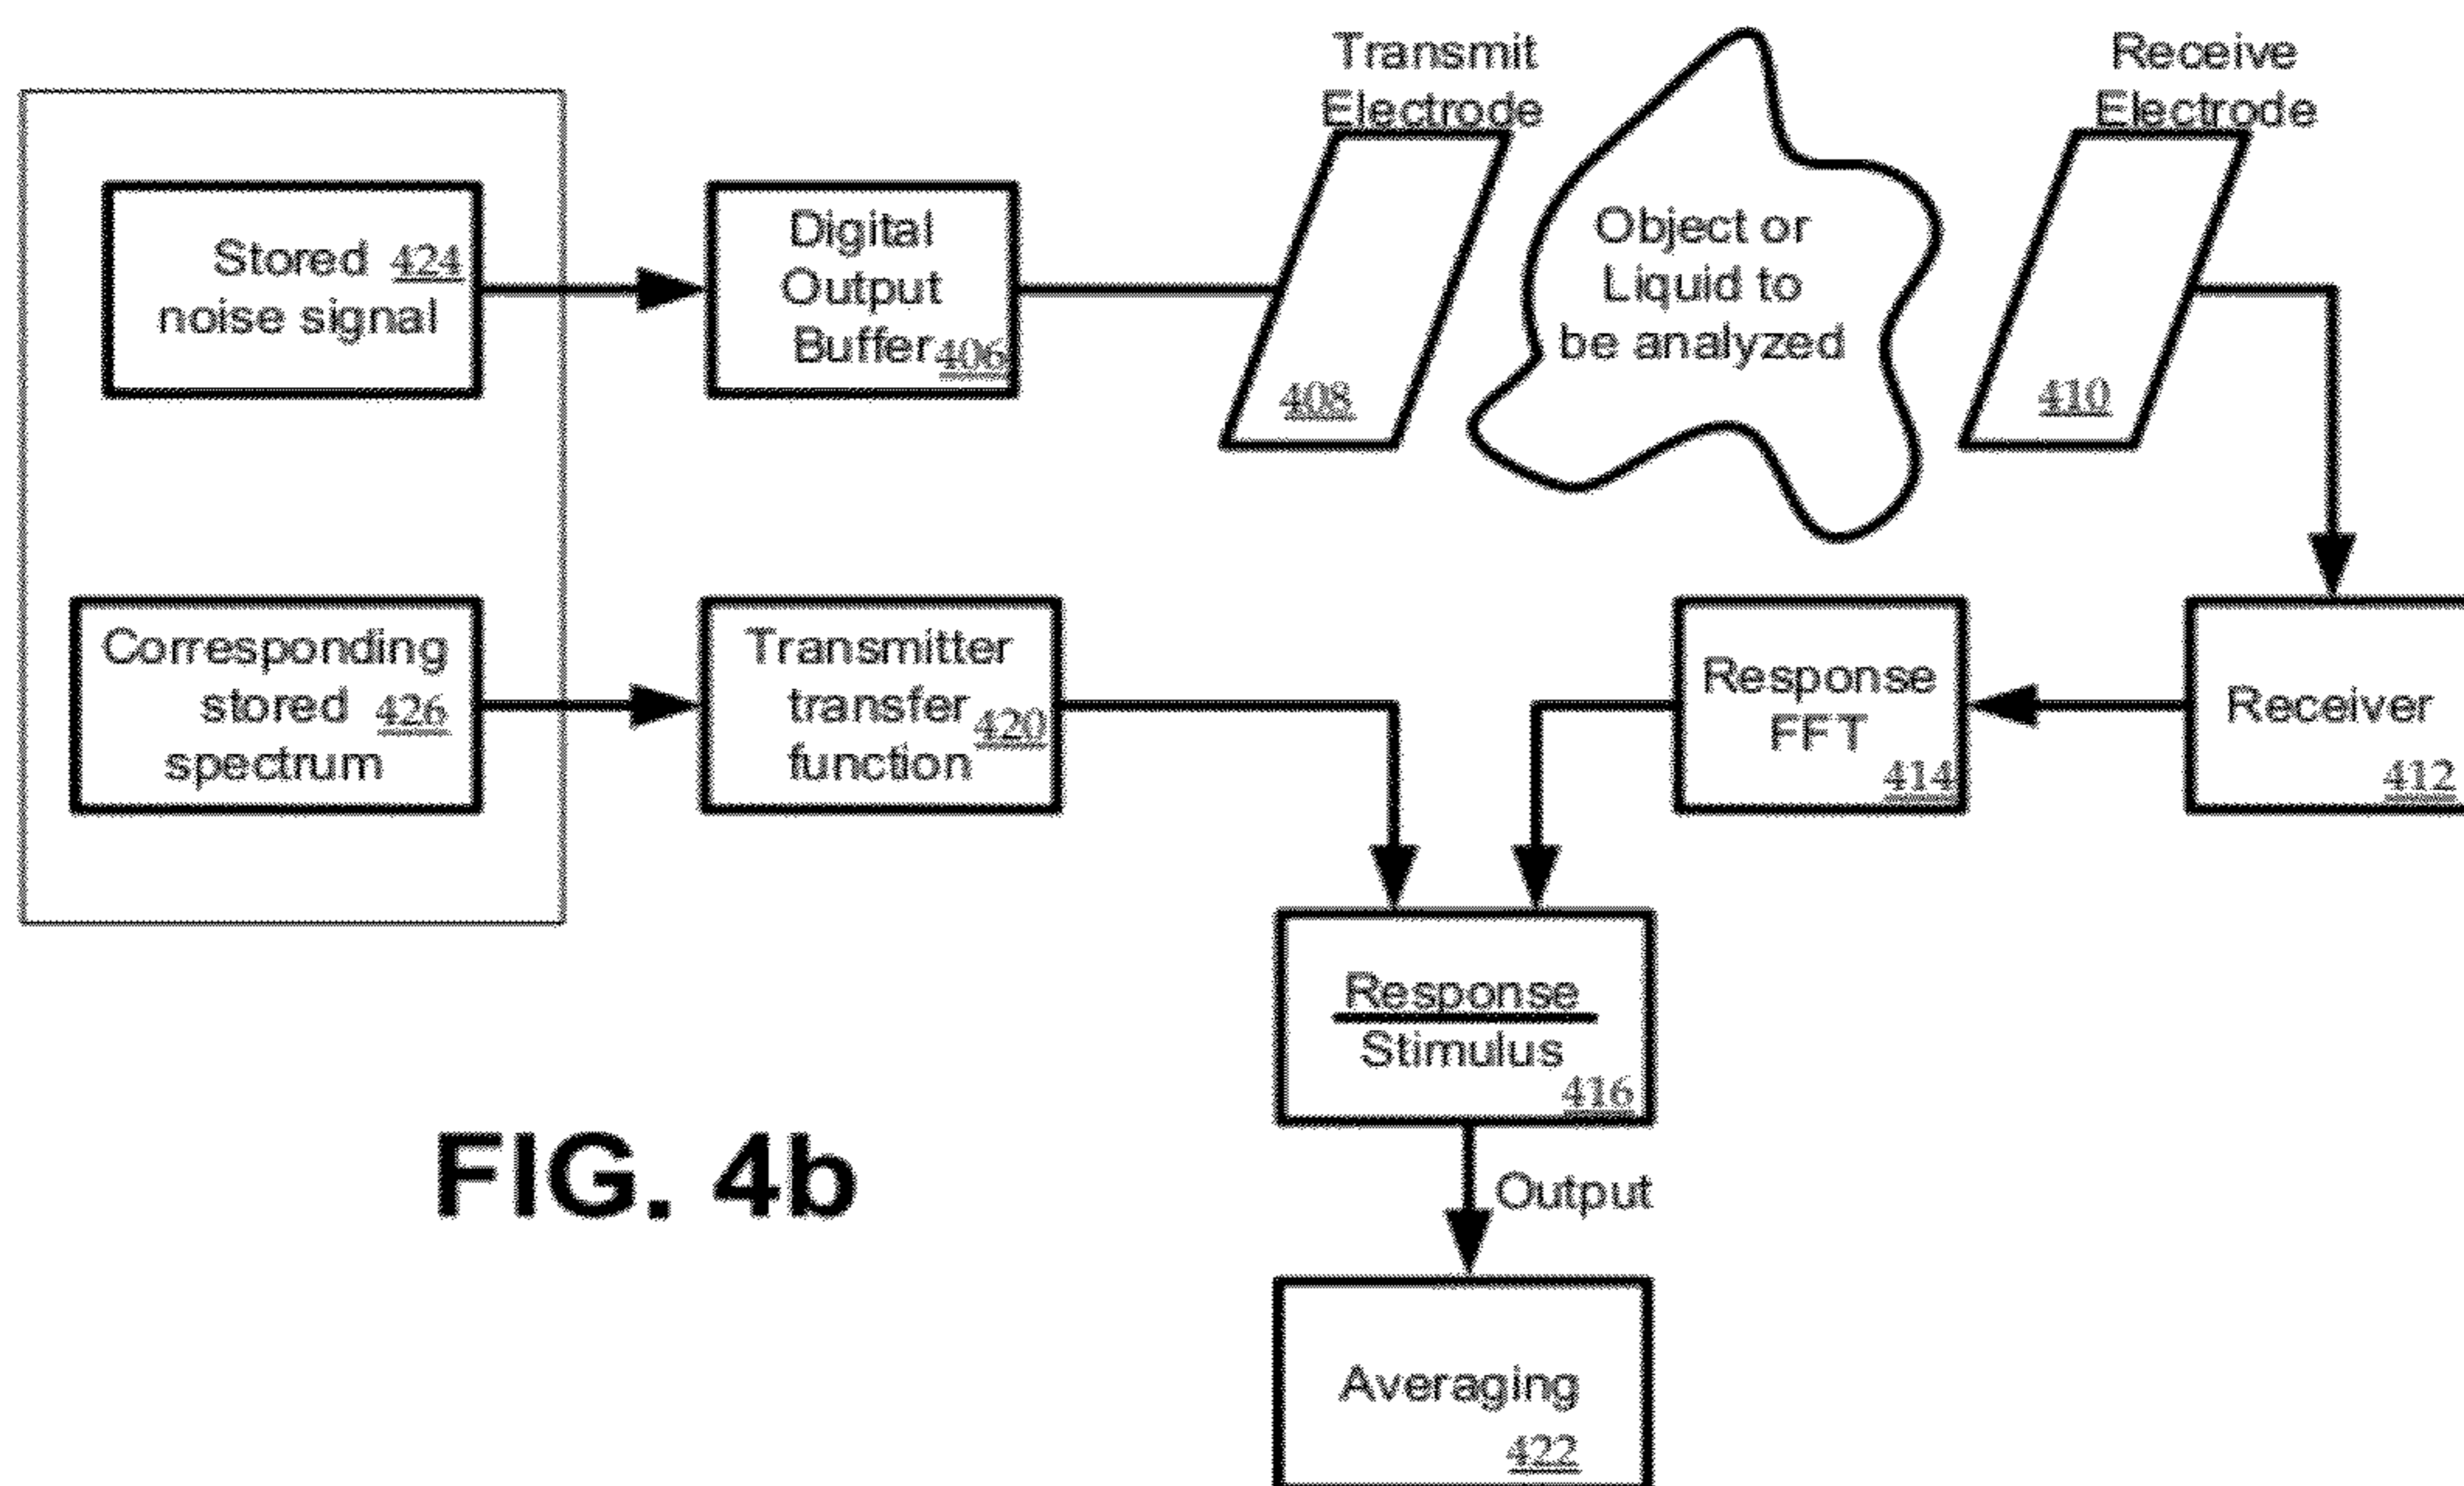 Transmit
Electrode
Receive
Electrode
Stored 424
noise signal
Digital
Output
Buffer 406
408
Object or
Liquid to
be analyzed
410
Corresponding
stored 426
spectrum
Transmitter
transfer 420
function
Response
FFT
414
Receiver
412
Response
Stimulus
416
FIG. 4b
Output
Averaging
422